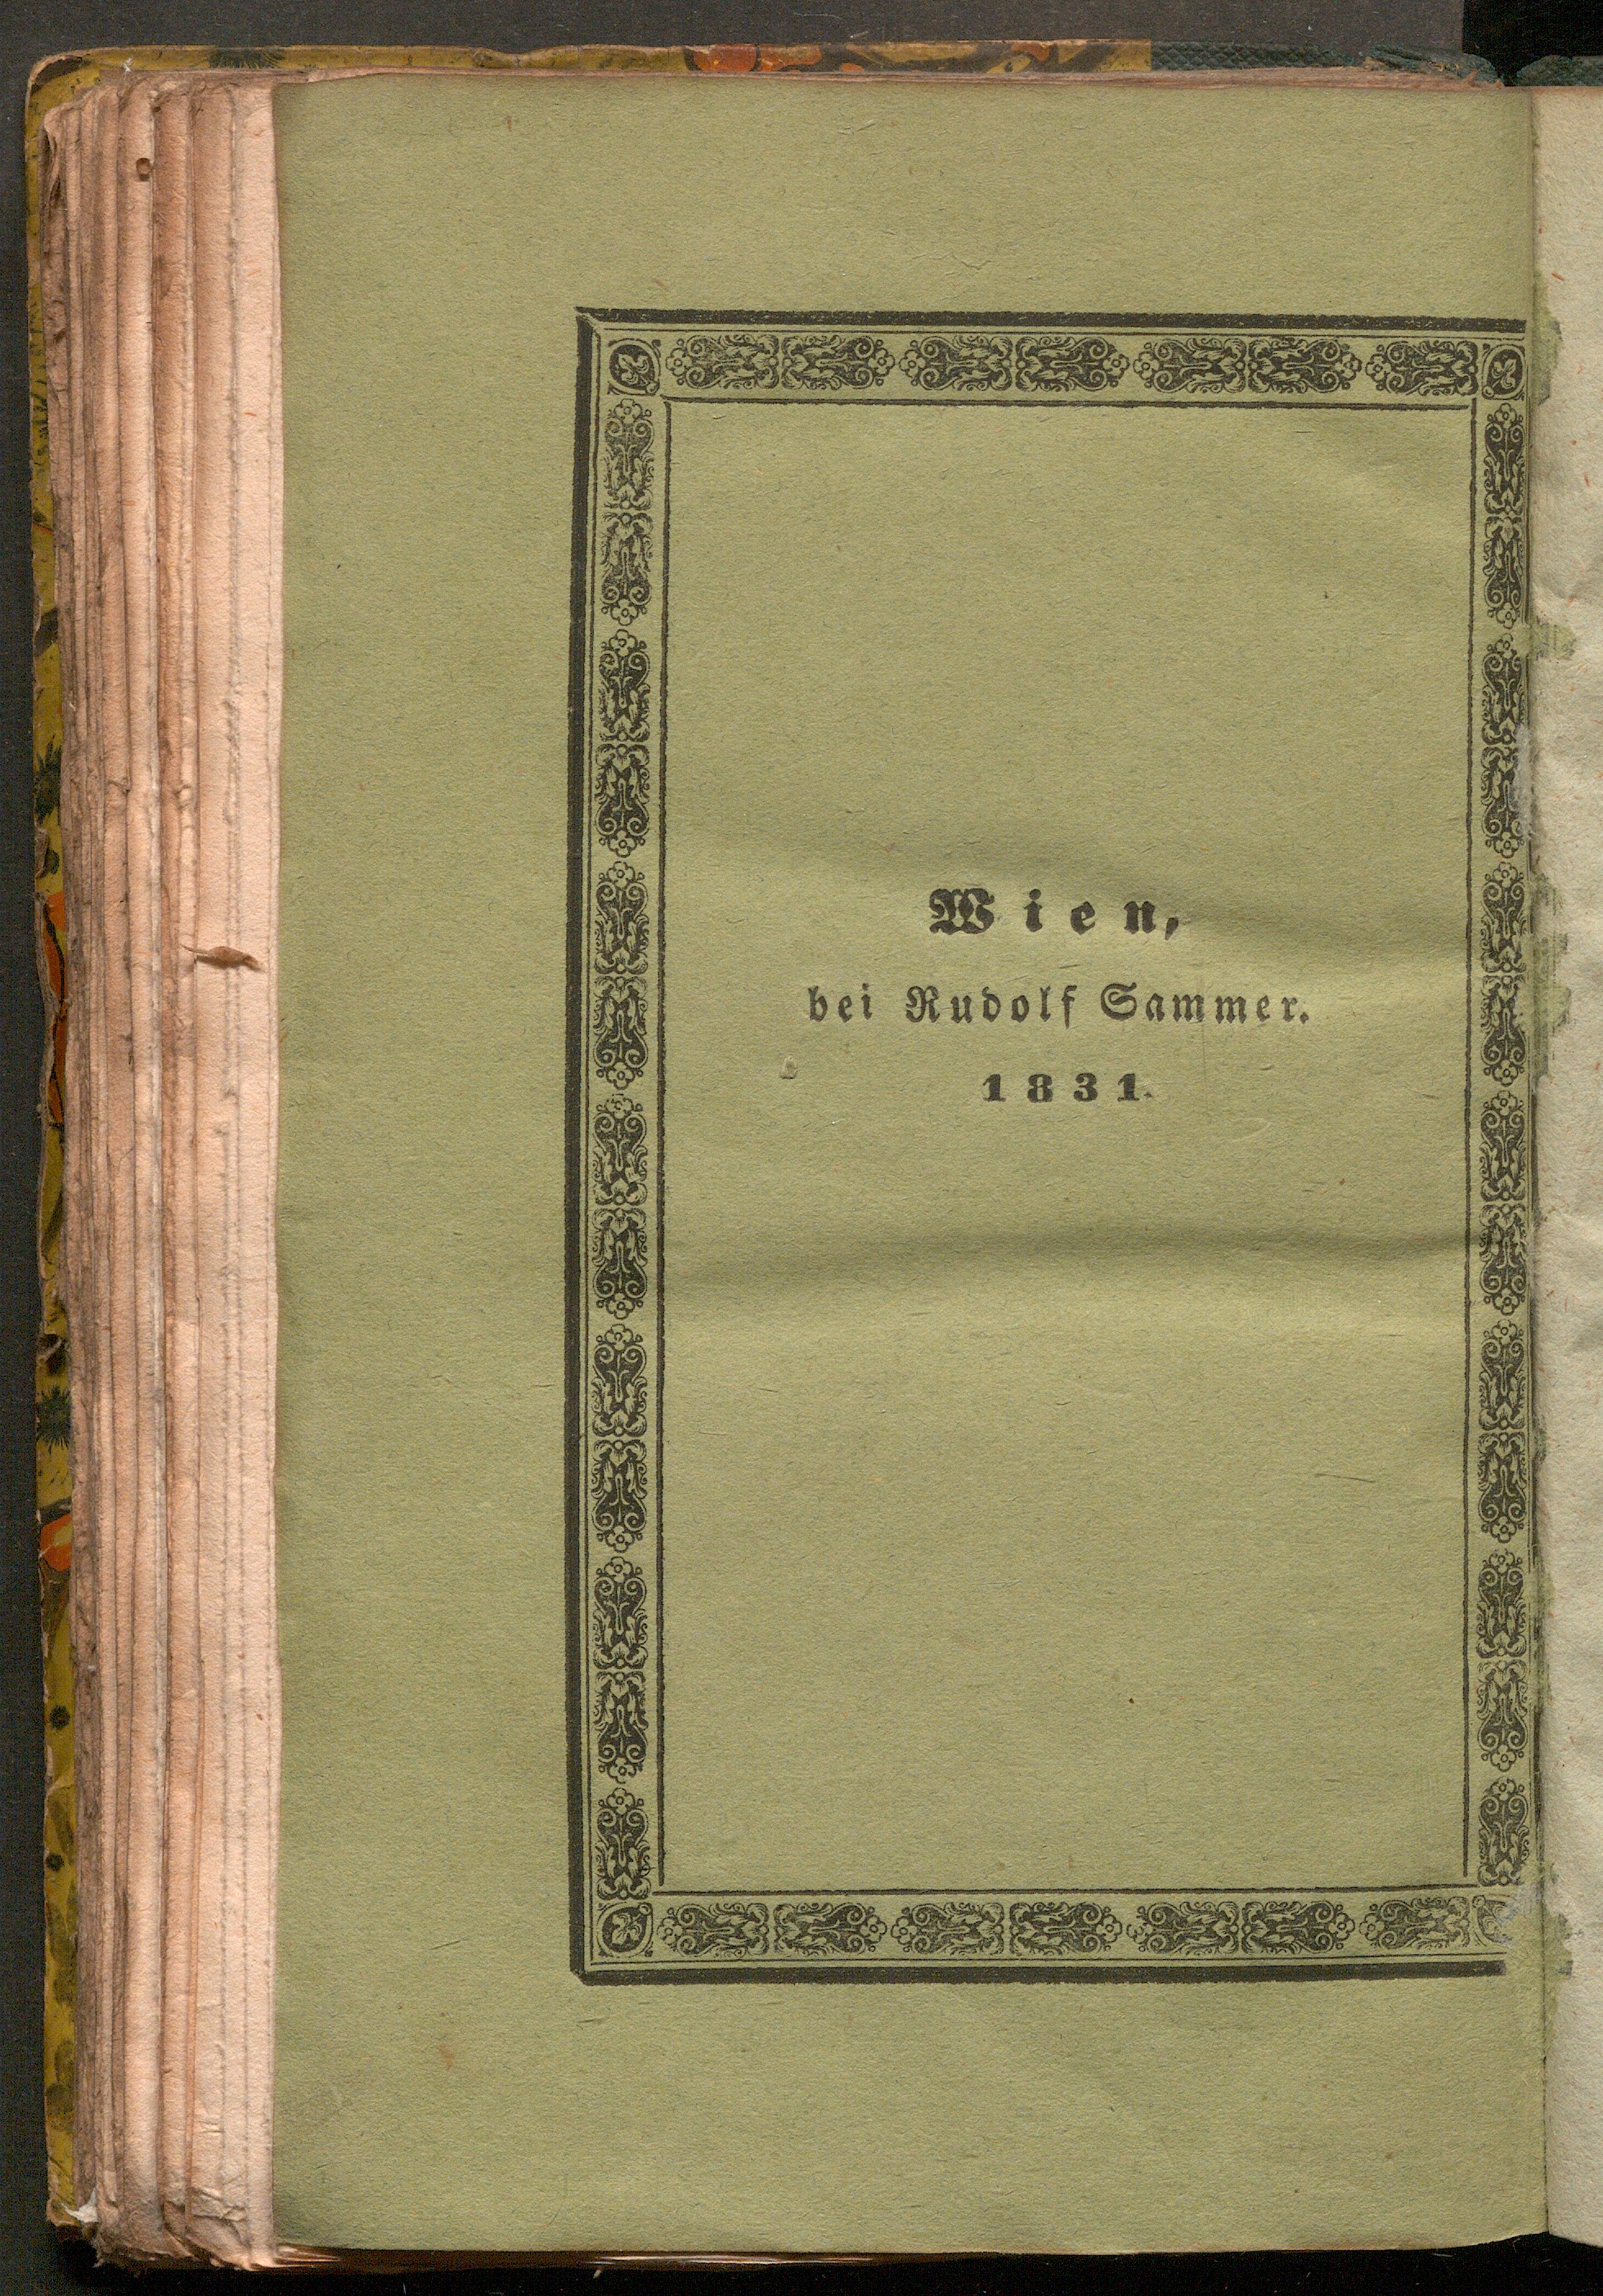 Wien,
bei Rudolf Sammer.
1831.